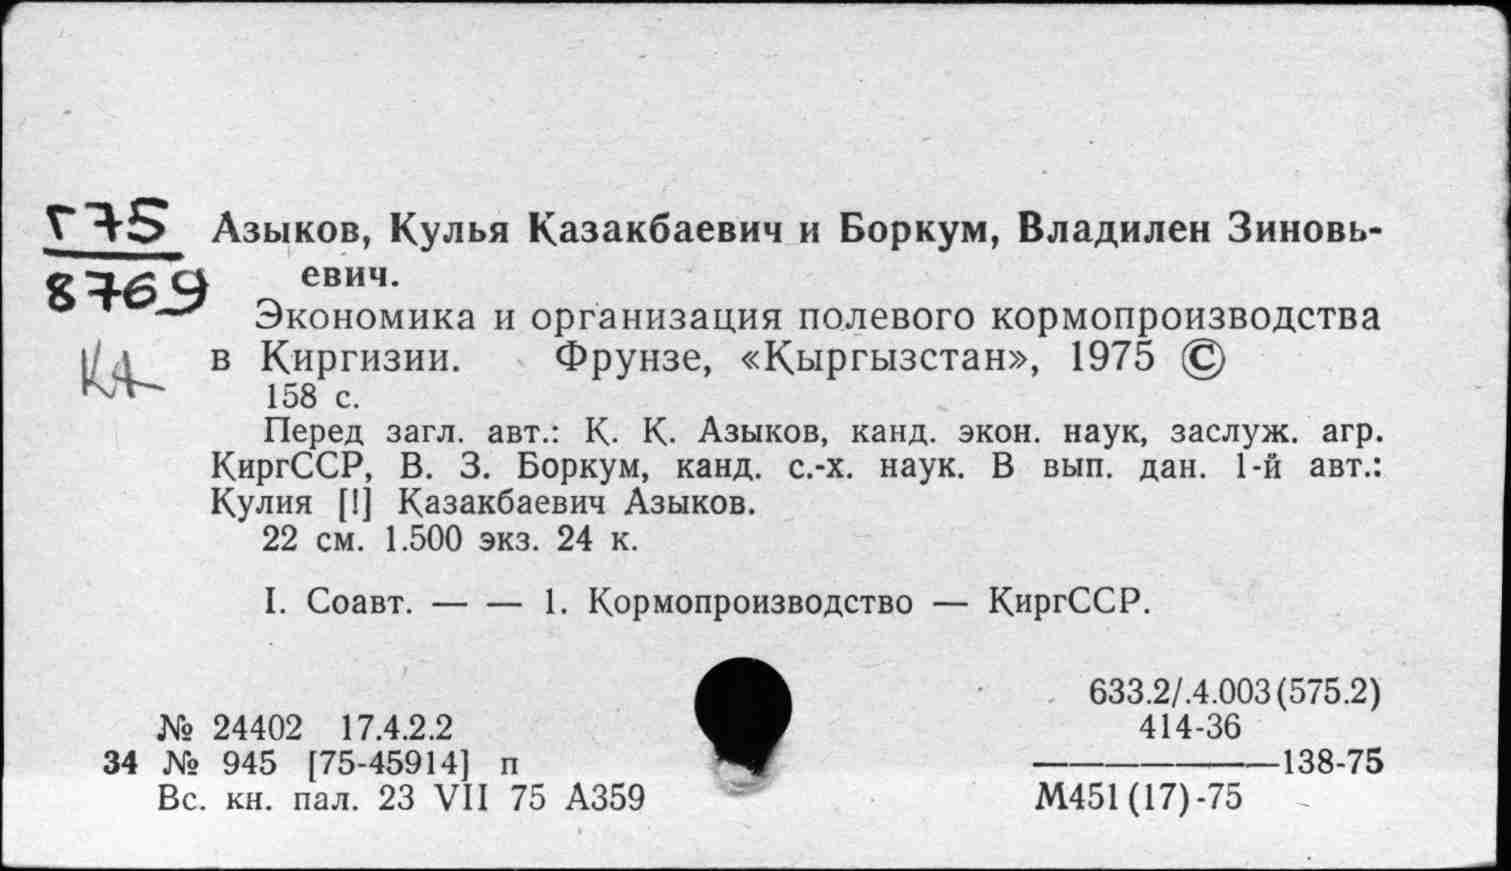 Г75
8769
КА
Азыков, Кулья Казакбаевич и Боркум, Владилен Зиновь-
евич.
Экономика и организация полевого кормопроизводства
в Киргизии. Фрунзе, «Кыргызстан», 1975 ©
158 с.
Перед загл. авт.: К. К. Азыков, канд. экон. наук, заслуж. агр.
КиргССР, В. З. Боркум, канд. с.-х. наук. В вып. дан. 1-й авт.:
Кулия [!] Казакбаевич Азыков.
22 см. 1.500 экз. 24 к.
I. Соавт. — — 1. Кормопроизводство — КиргССР.
633.2/.4.003(575.2)
№ 24402 17.4.2.2 414-36
34 № 945 [75-45914] п ——————138-75
Вс. кн. пал. 23 VII 75 А359 М451(17)-75